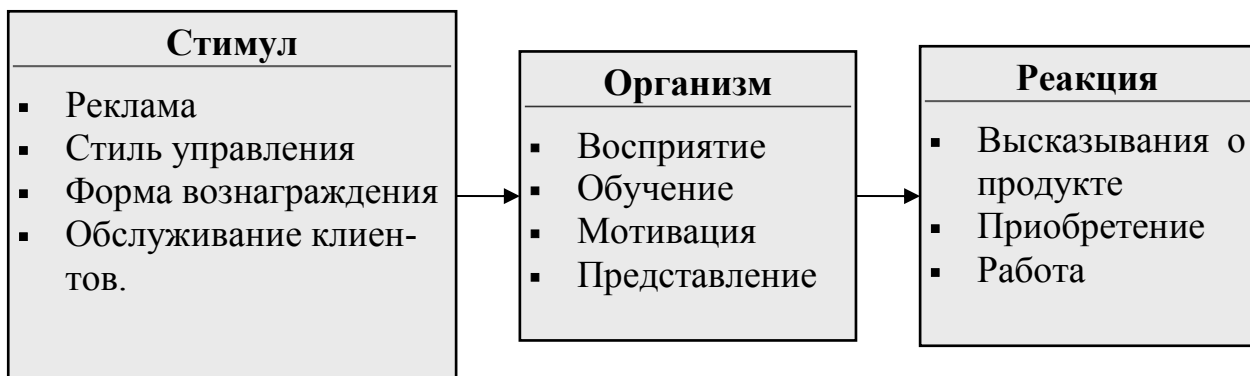 Стимул
▪ Реклама
▪ Стиль управления
▪ Форма вознаграждения
▪ Обслуживание клиен-
тов.
Организм
▪ Восприятие
▪ Обучение
▪ Мотивация
▪ Представление
Реакция
▪ Высказывания о
продукте
▪ Приобретение
▪ Работа